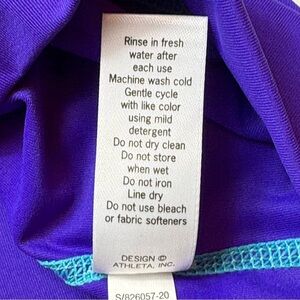 Rinse in fresh
water after
each use
Machine wash cold
Gentle cycle
with like color
using mild
detergent
Do not dry clean
Do not store
when wet
Do not iron
Line dry
Do not use bleach
or fabric softeners
DESIGN ©
ATHLETA, INC.
S/826057-20